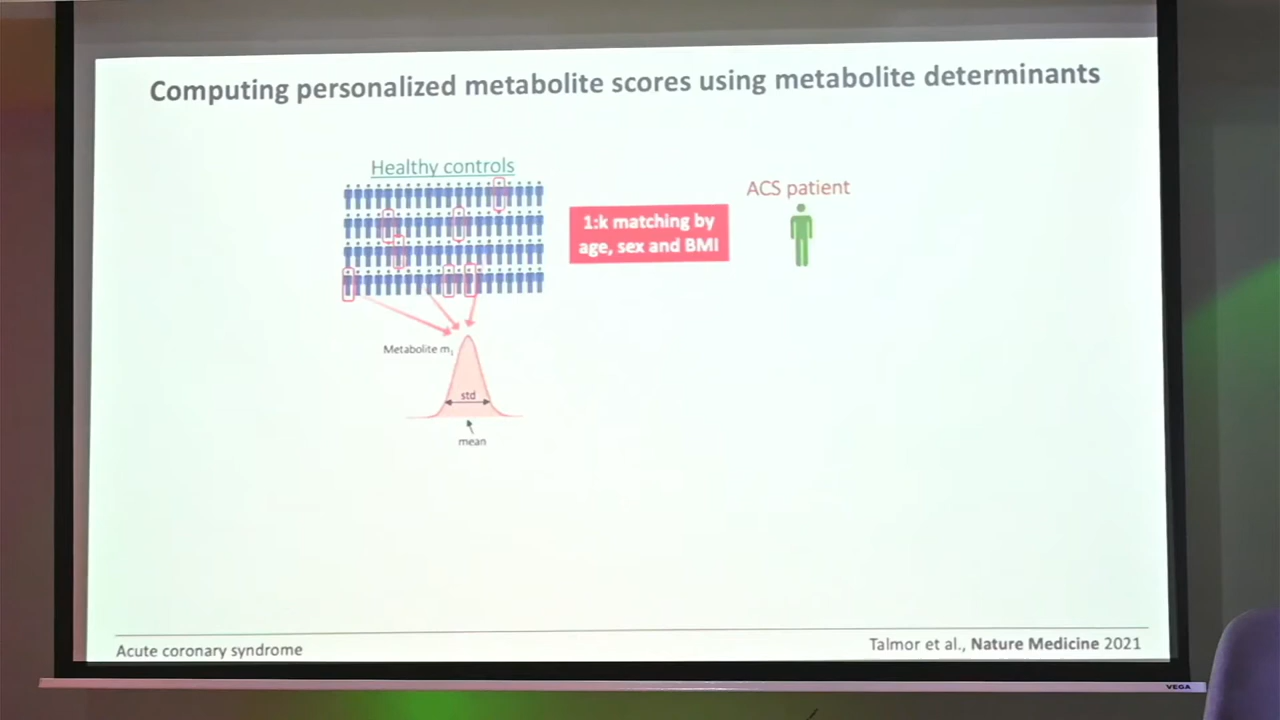 Computing personalized metabolite scores using metabolite determinants
Healthy controls
ACS patient
1:k matching by
age, sex and BMI
Metabolite m₁
std
mean
Acute coronary syndrome
Talmor et al., Nature Medicine 2021
VEGA